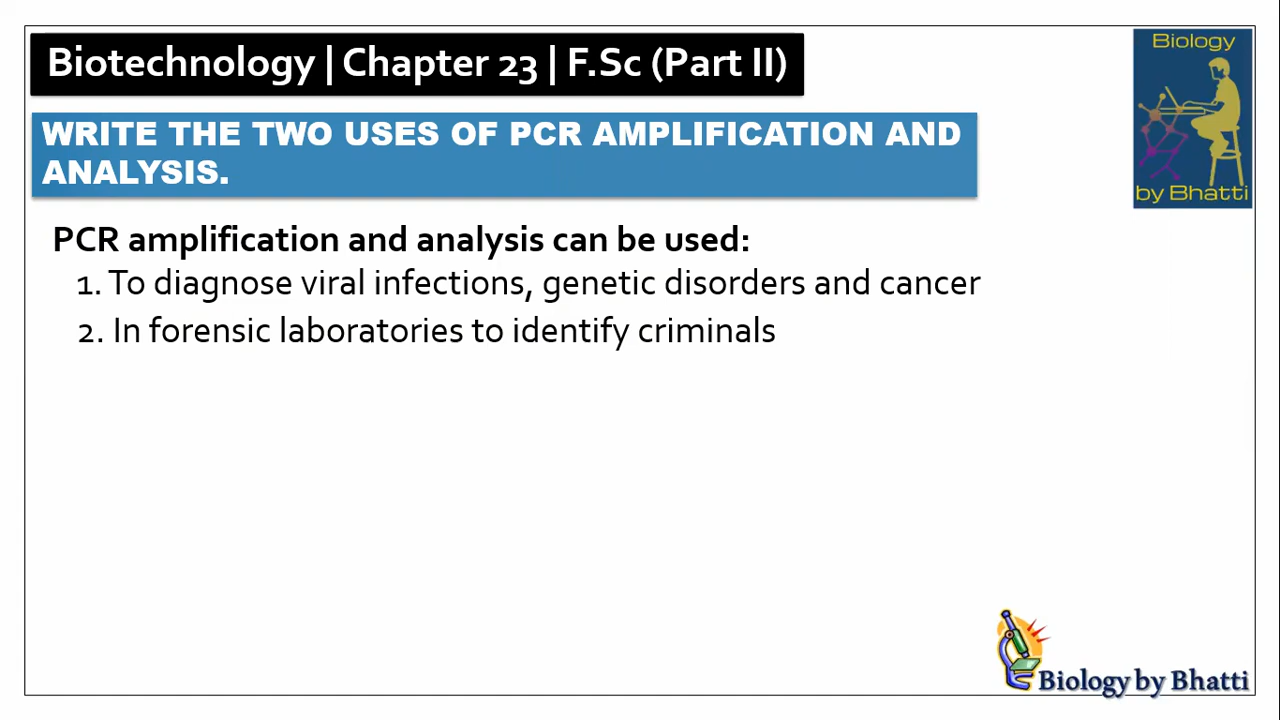 Biotechnology | Chapter 23 | F.Sc (Part II)
Biology
by Bhatti
WRITE THE TWO USES OF PCR AMPLIFICATION AND
ANALYSIS.
PCR amplification and analysis can be used:
1. To diagnose viral infections, genetic disorders and cancer
2. In forensic laboratories to identify criminals
Biology by Bhatti